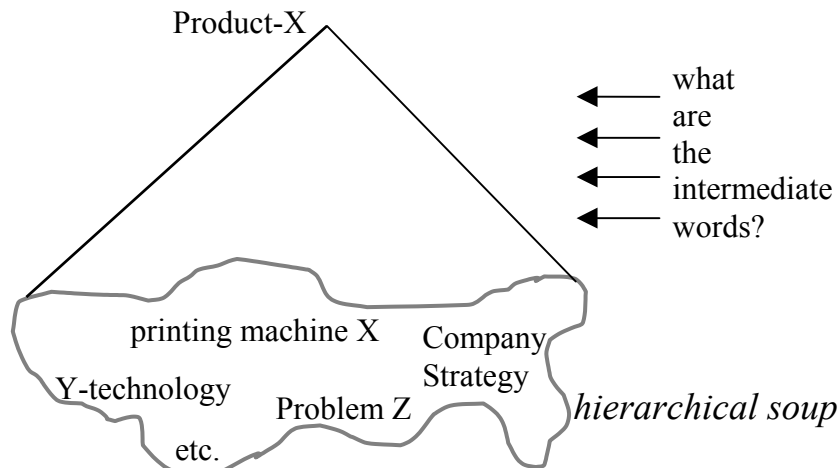 Product-X
what
are
the
intermediate
words?
printing machine X
Company
Strategy
Y-technology
Problem Z
hierarchical soup
etc.